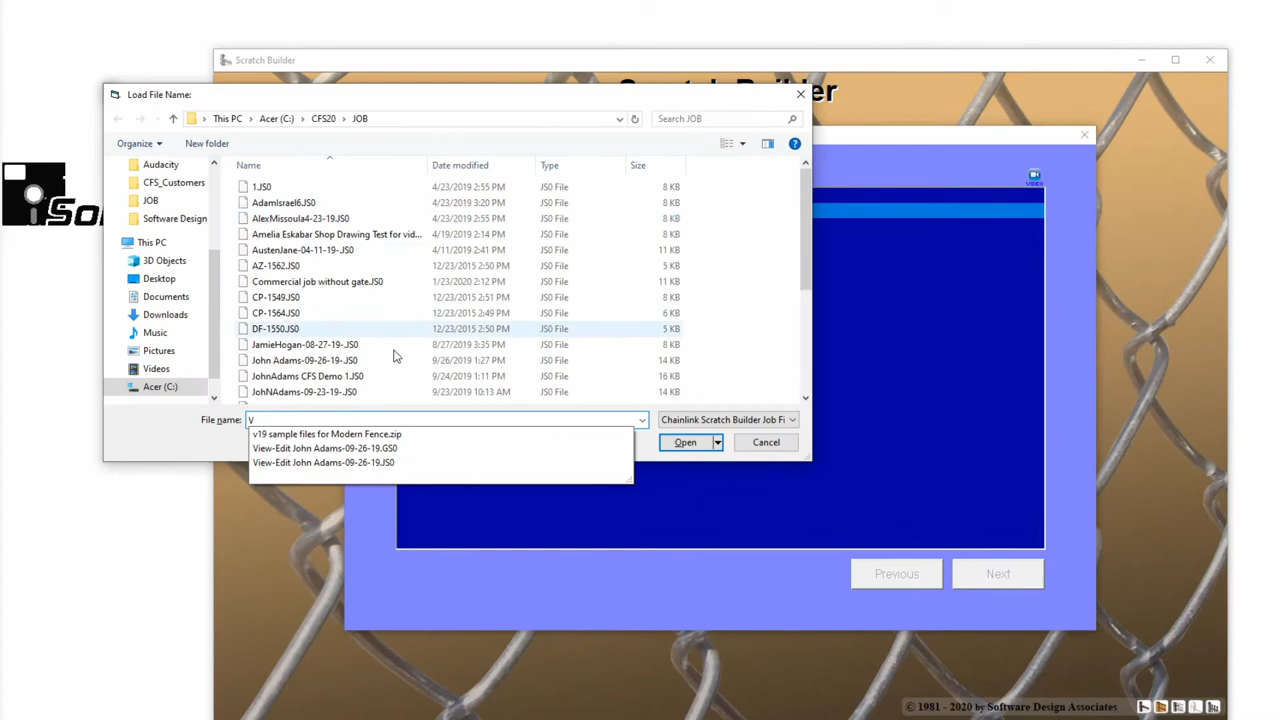 Scratch Builder
Load File Name:
This PC > Acer (C:) > CFS20 > JOB
Search JOB
Organize
New folder
Audacity
CFS_Customers
JOB
Software Design
This PC
3D Objects
Desktop
Documents
Downloads
Music
Pictures
Videos
Acer (C:)
Name Date modified Type Size
1.JS0 4/23/2019 2:55 PM JS0 File 8 KB
AdamIsrael6.JS0 4/23/2019 3:20 PM JS0 File 8 KB
AlexMissoula4-23-19.JS0 4/23/2019 2:55 PM JS0 File 8 KB
Amelia Eskabar Shop Drawing Test for vid... 4/19/2019 2:14 PM JS0 File 8 KB
AustenJane-04-11-19-.JS0 4/11/2019 2:41 PM JS0 File 11 KB
AZ-1562.JS0 12/23/2015 2:50 PM JS0 File 5 KB
Commercial job without gate.JS0 1/23/2020 2:12 PM JS0 File 11 KB
CP-1549.JS0 12/23/2015 2:51 PM JS0 File 8 KB
CP-1564.JS0 12/23/2015 2:49 PM JS0 File 6 KB
DF-1550.JS0 12/23/2015 2:50 PM JS0 File 5 KB
JamieHogan-08-27-19-.JS0 8/27/2019 3:35 PM JS0 File 8 KB
John Adams-09-26-19-.JS0 9/26/2019 1:27 PM JS0 File 14 KB
JohnAdams CFS Demo 1.JS0 9/24/2019 1:11 PM JS0 File 16 KB
JohNAdams-09-23-19-.JS0 9/23/2019 10:13 AM JS0 File 14 KB
File name: V
Chainlink Scratch Builder Job Fi
v19 sample files for Modern Fence.zip
View-Edit John Adams-09-26-19.GS0
View-Edit John Adams-09-26-19.JS0
Open
Cancel
VIDEO
Previous
Next
© 1981 - 2020 by Software Design Associates